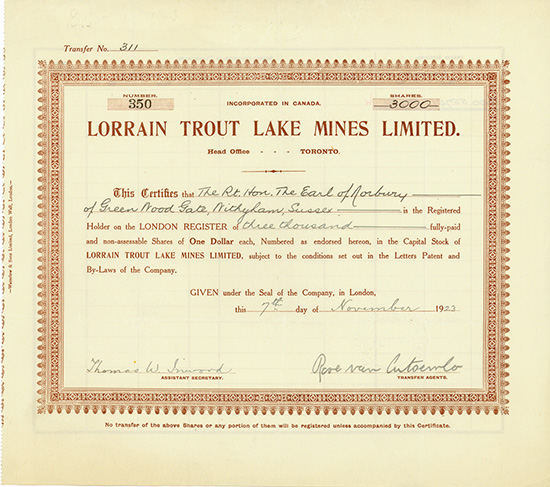 Transfer No. 311
NUMBER. SHARES.
350 INCORPORATED IN CANADA. 3000
LORRAIN TROUT LAKE MINES LIMITED.
Head Office - - - TORONTO.
This Certifies that The Rt. Hon. The Earl of Norbury
of Green Wood Gate, Withyham, Sussex is the Registered
Holder on the LONDON REGISTER of three thousand fully-paid
and non-assessable Shares of One Dollar each, Numbered as endorsed hereon, in the Capital Stock of
LORRAIN TROUT LAKE MINES LIMITED, subject to the conditions set out in the Letters Patent and
By-Laws of the Company.
GIVEN under the Seal of the Company, in London,
this 7th day of November 1923
Thomas W. Inwood
ASSISTANT SECRETARY. TRANSFER AGENTS.
No transfer of the above Shares or any portion of them will be registered unless accompanied by this Certificate.